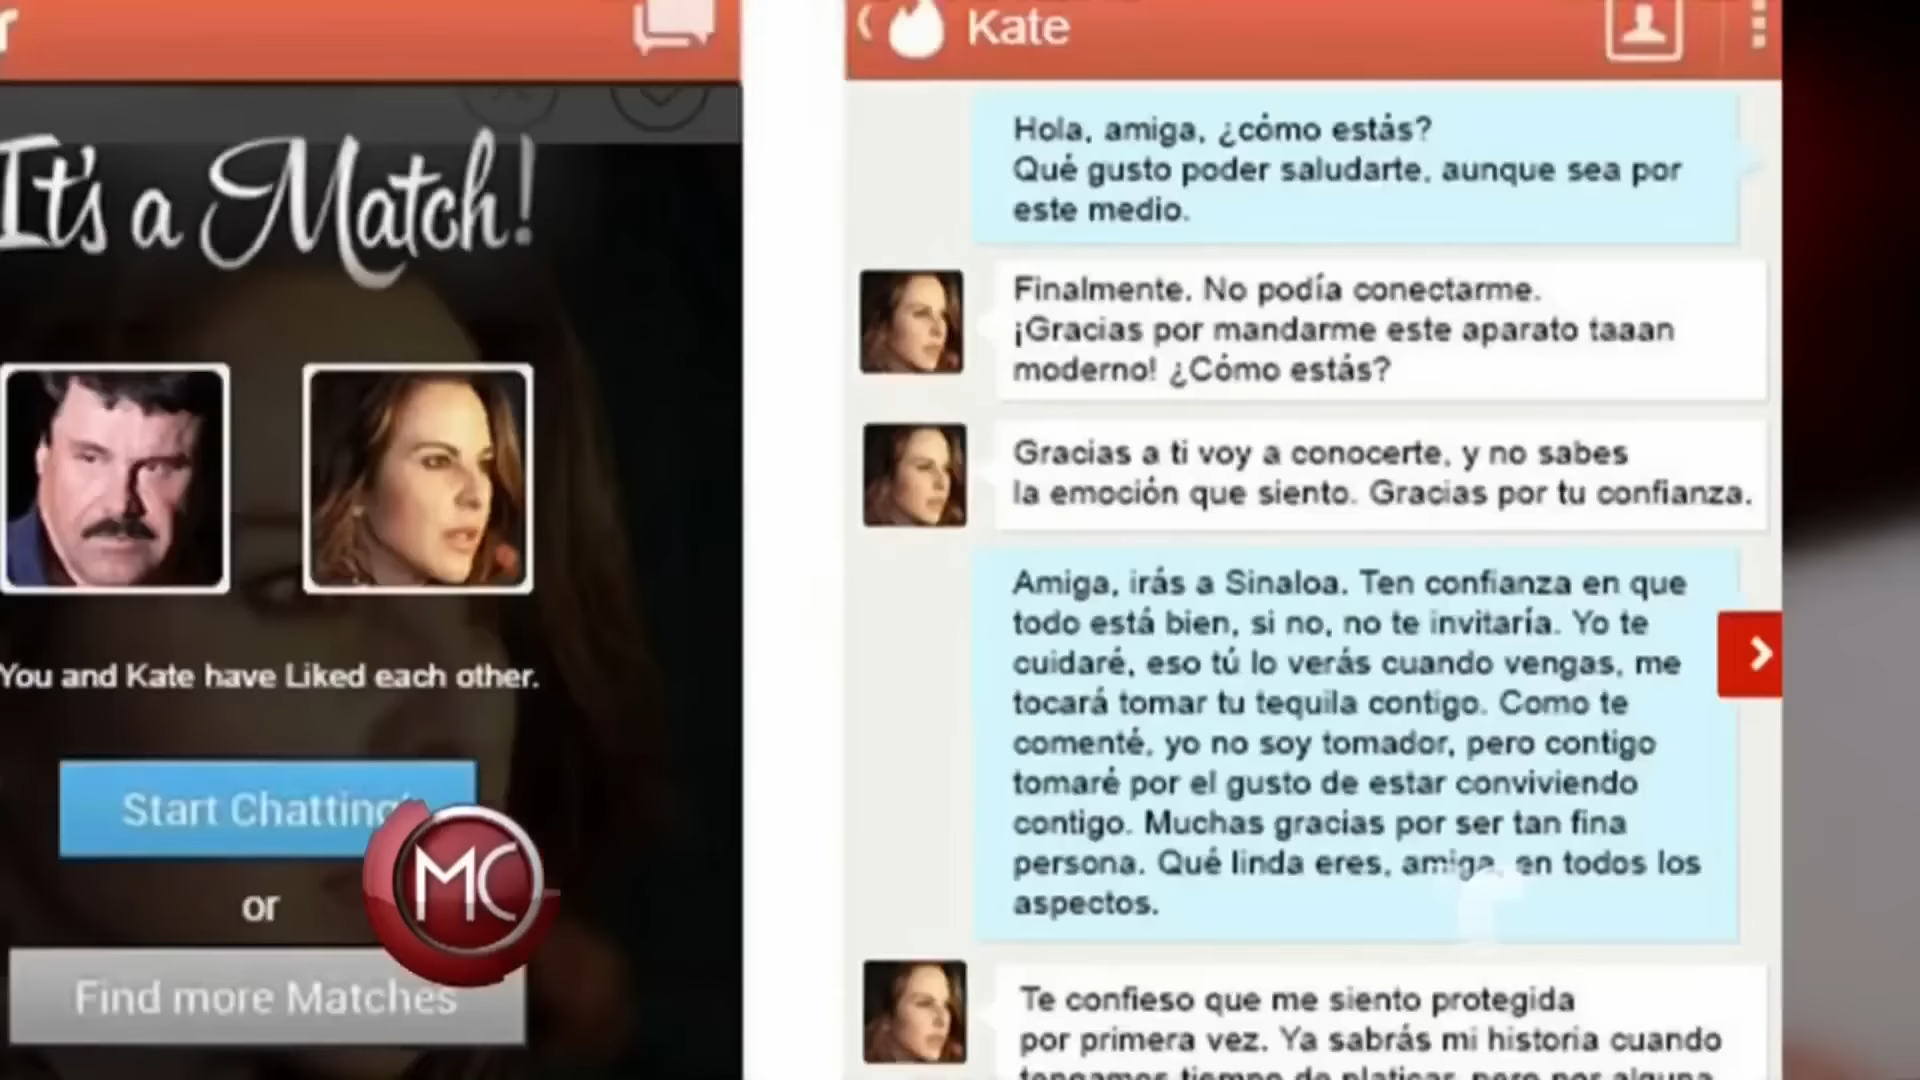 r
It's a Match!
You and Kate have Liked each other.
Start Chatting
or
MC
Find more Matches
Kate
Hola, amiga, ¿cómo estás?
Qué gusto poder saludarte, aunque sea por
este medio.
Finalmente. No podía conectarme.
¡Gracias por mandarme este aparato taaan
moderno! ¿Cómo estás?
Gracias a ti voy a conocerte, y no sabes
la emoción que siento. Gracias por tu confianza.
Amiga, irás a Sinaloa. Ten confianza en que
todo está bien, si no, no te invitaría. Yo te
cuidaré, eso tú lo verás cuando vengas, me
tocará tomar tu tequila contigo. Como te
comenté, yo no soy tomador, pero contigo
tomaré por el gusto de estar conviviendo
contigo. Muchas gracias por ser tan fina
persona. Qué linda eres, amiga, en todos los
aspectos.
Te confieso que me siento protegida
por primera vez. Ya sabrás mi historia cuando
tengamos tiempo de platicar, pero por alguna